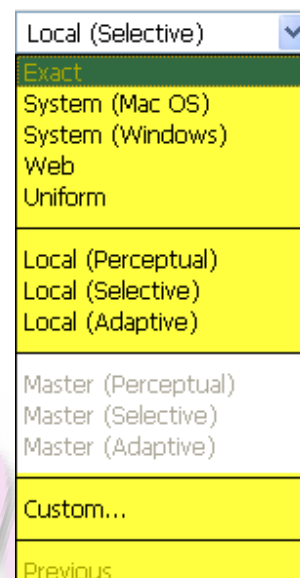 Local (Selective)
Exact
System (Mac OS)
System (Windows)
Web
Uniform
Local (Perceptual)
Local (Selective)
Local (Adaptive)
Master (Perceptual)
Master (Selective)
Master (Adaptive)
Custom...
Previous